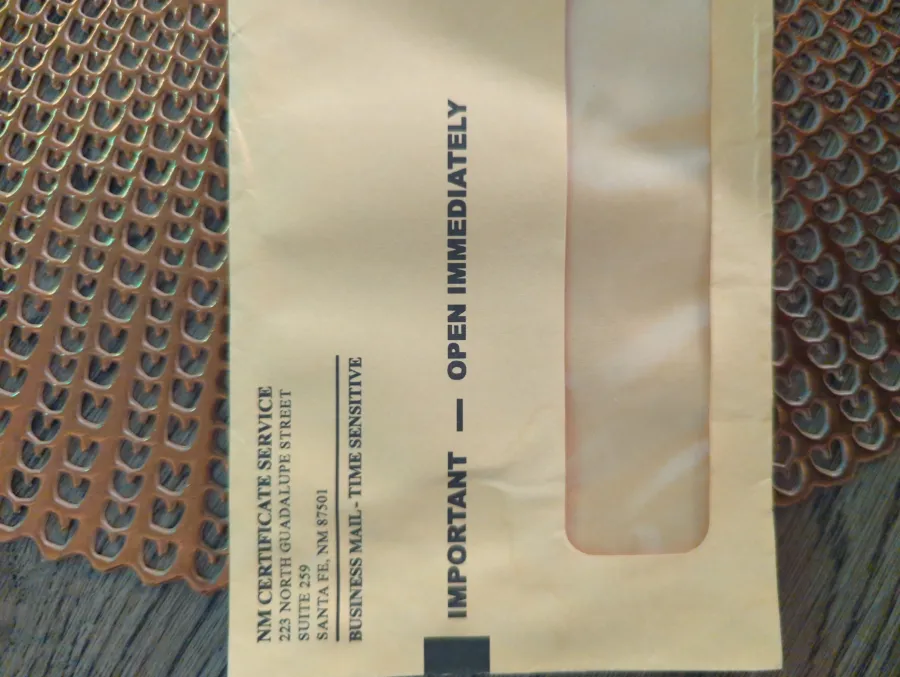 NM CERTIFICATE SERVICE
223 NORTH GUADALUPE STREET
SUITE 259
SANTA FE, NM 87501
BUSINESS MAIL - TIME SENSITIVE
IMPORTANT — OPEN IMMEDIATELY